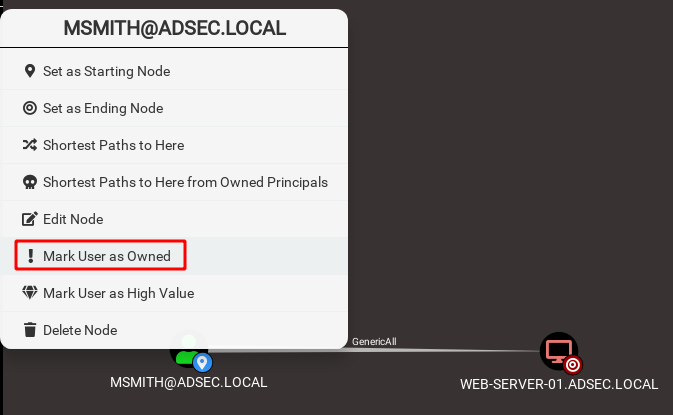 MSMITH@ADSEC.LOCAL
Set as Starting Node
Set as Ending Node
Shortest Paths to Here
Shortest Paths to Here from Owned Principals
Edit Node
Mark User as Owned
Mark User as High Value
Delete Node
GenericAll
MSMITH@ADSEC.LOCAL
WEB-SERVER-01.ADSEC.LOCAL